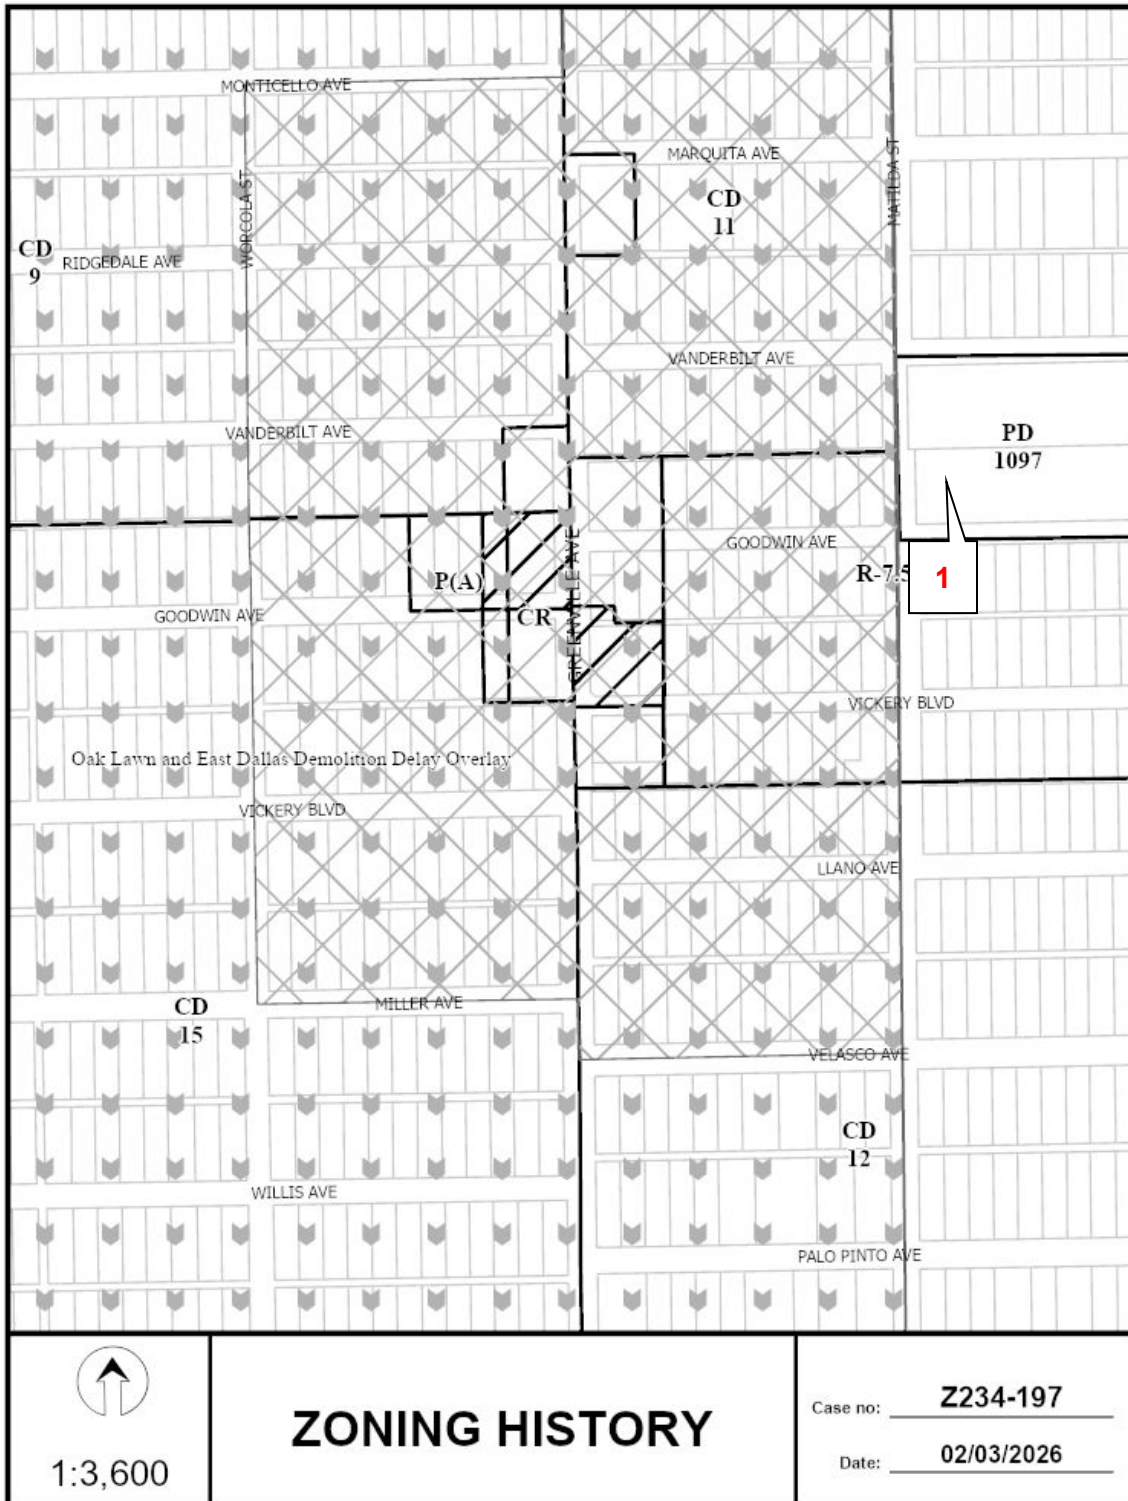 MONTICELLO AVE
MARQUITA AVE
MATILDA ST
WORCOLA ST
CD
11
CD
9
RIDGEDALE AVE
VANDERBILT AVE
VANDERBILT AVE
PD
1097
GOODWIN AVE
GREENVILLE AVE
P(A)
R-7.5
1
GOODWIN AVE
CR
VICKERY BLVD
Oak Lawn and East Dallas Demolition Delay Overlay
VICKERY BLVD
LLANO AVE
CD
15
MILLER AVE
VELASCO AVE
CD
12
WILLIS AVE
PALO PINTO AVE
1:3,600
ZONING HISTORY
Case no: Z234-197
Date: 02/03/2026